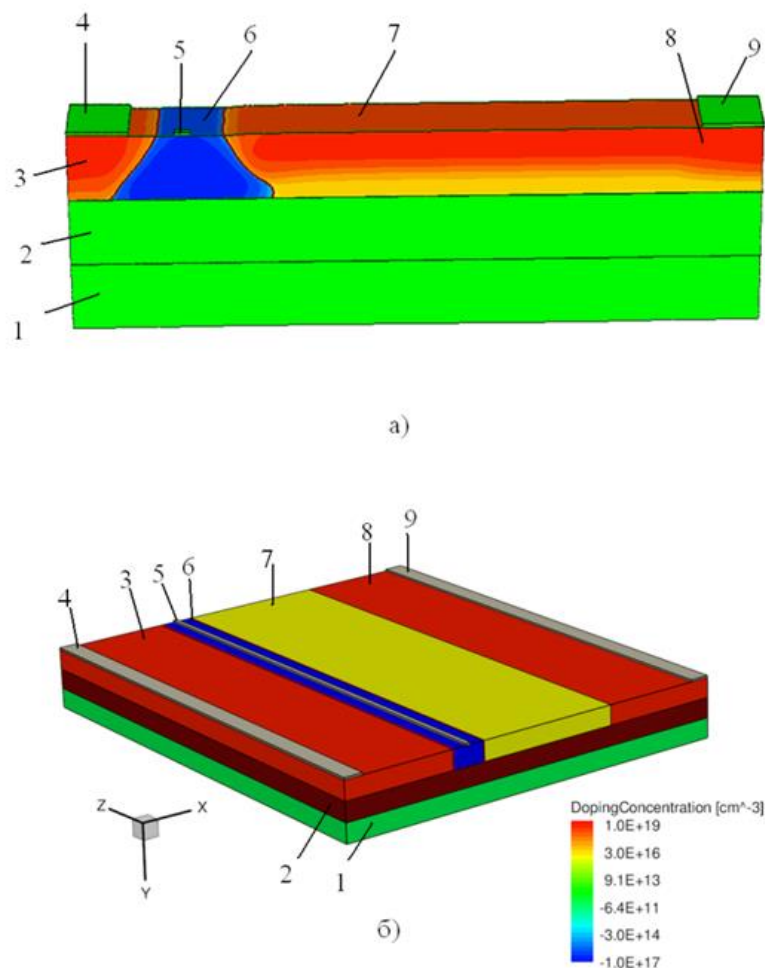 4 5 6 7 8 9
3
2
1
а)
9
8
7
6
5
3
4
Z X
Y
2 1
DopingConcentration [cm^-3]
1.0E+19
3.0E+16
9.1E+13
-6.4E+11
-3.0E+14
-1.0E+17
б)